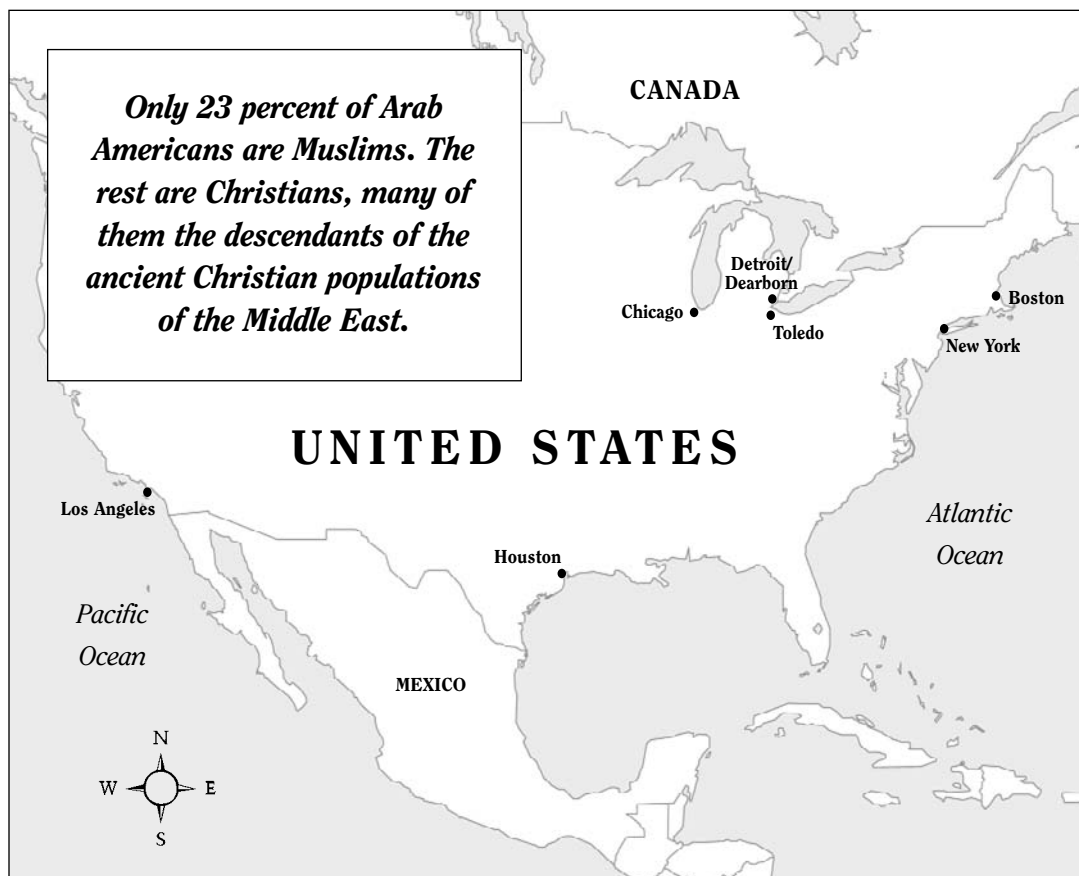 Only 23 percent of Arab
Americans are Muslims. The
rest are Christians, many of
them the descendants of the
ancient Christian populations
of the Middle East.
CANADA
Detroit/
Dearborn
Chicago
Toledo
Boston
New York
UNITED STATES
Los Angeles
Houston
Atlantic
Ocean
Pacific
Ocean
MEXICO
N
W
E
S